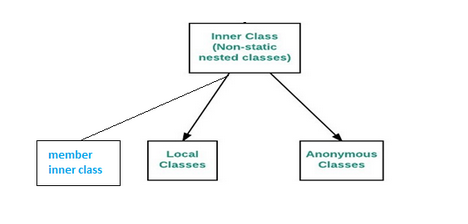 Inner Class
(Non-static
nested classes)
member
inner class
Local
Classes
Anonymous
Classes